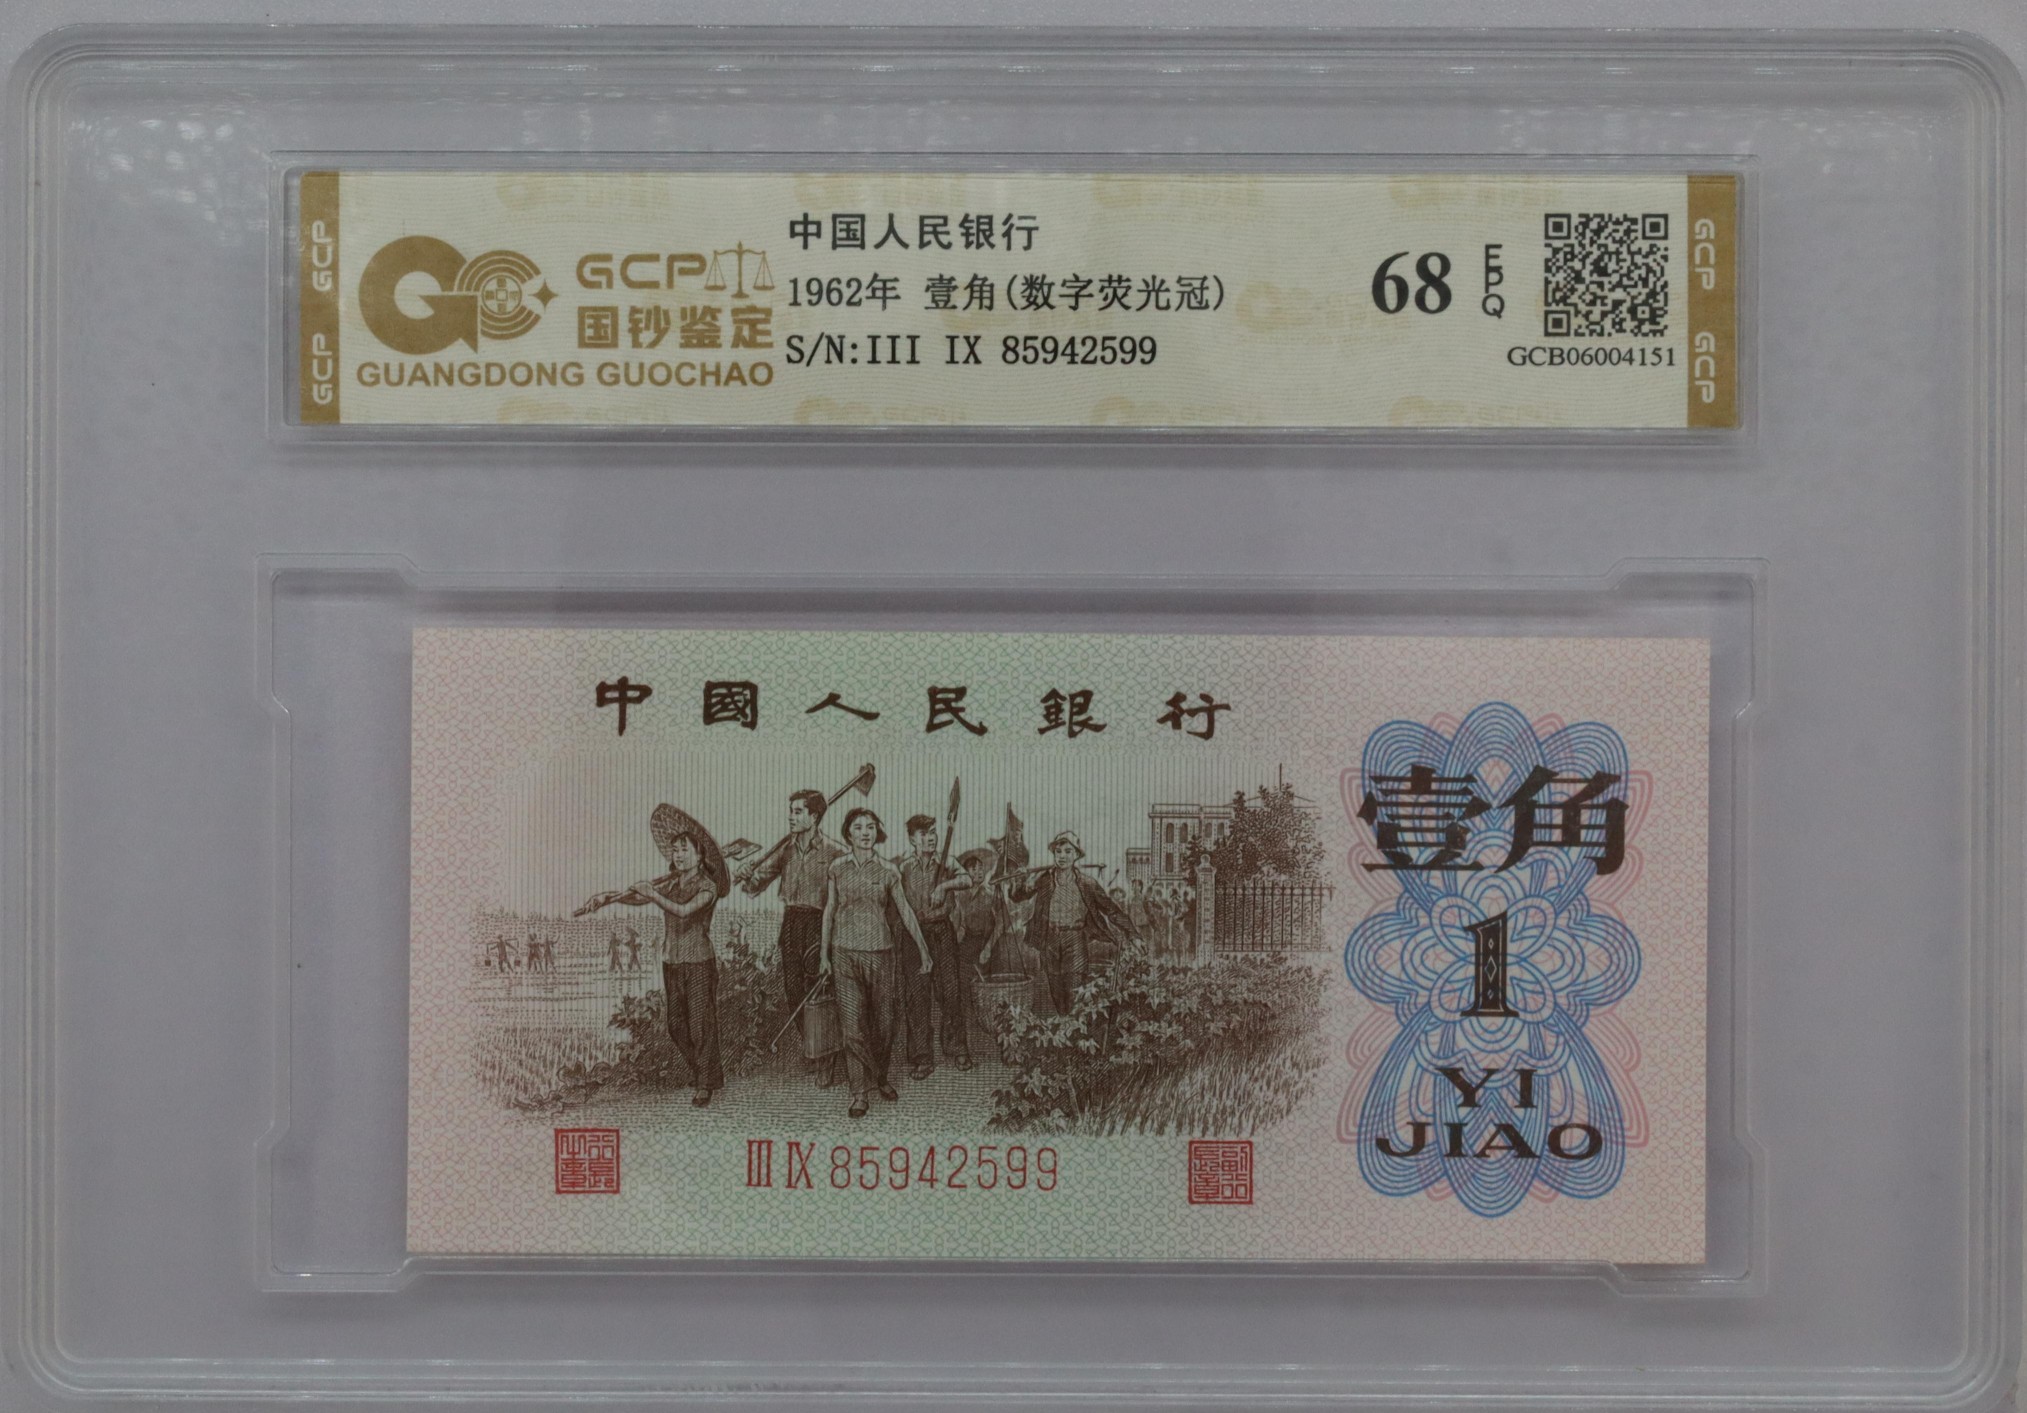 GCP
GCP
GCP
国钞鉴定
GUANGDONG GUOCHAO
中国人民银行
1962年 壹角(数字荧光冠)
S/N:III IX 85942599
68
EPQ
GCB06004151
GCP
GCP
中國人民銀行
壹角
1
YI
JIAO
III IX 85942599